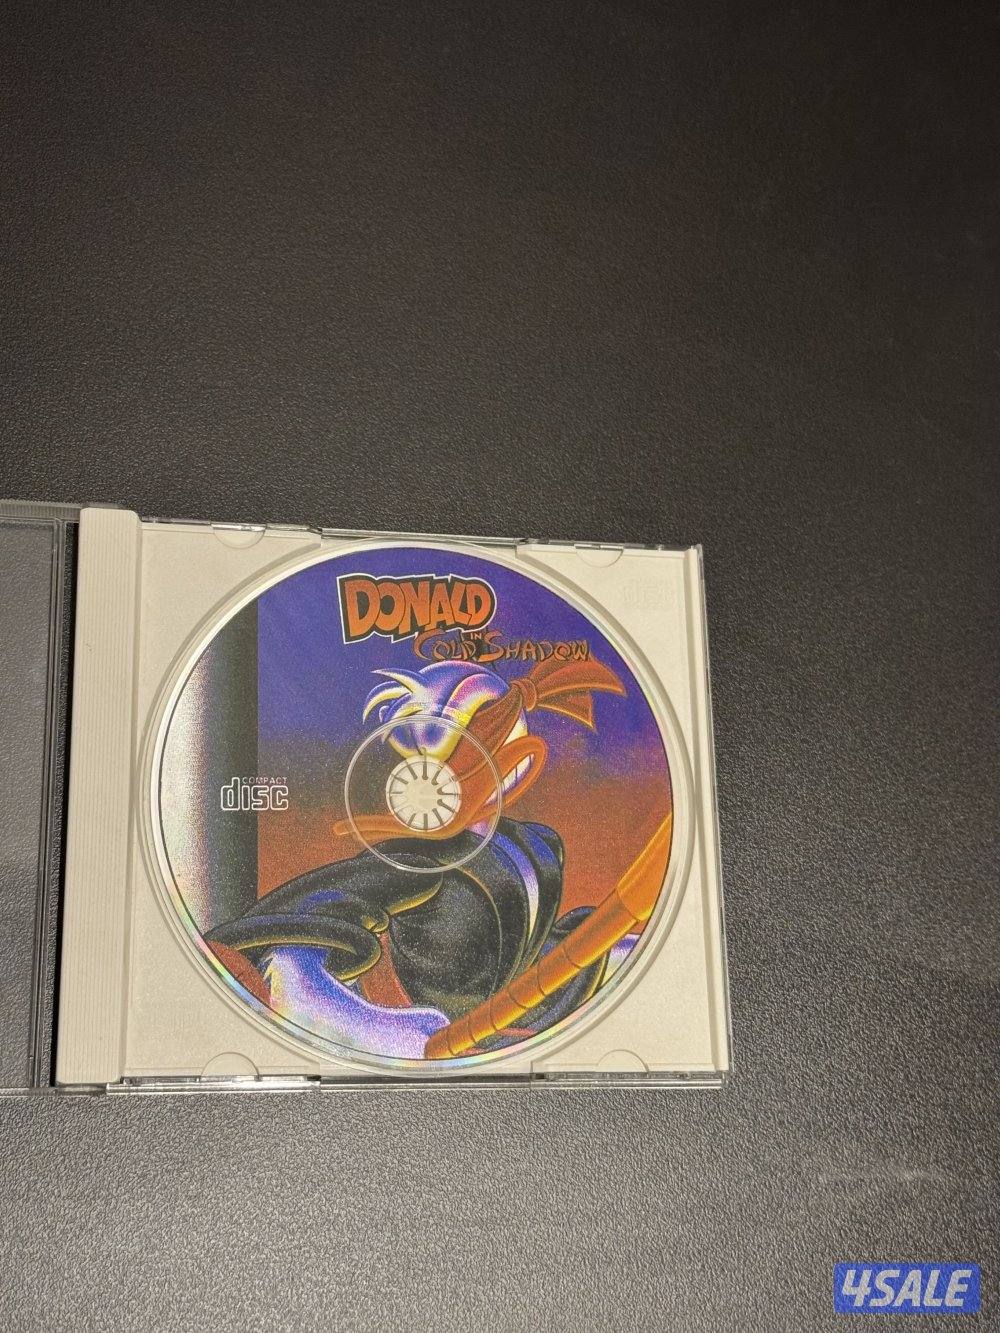 DONALD
IN
COLD SHADOW
COMPACT
disc
4SALE